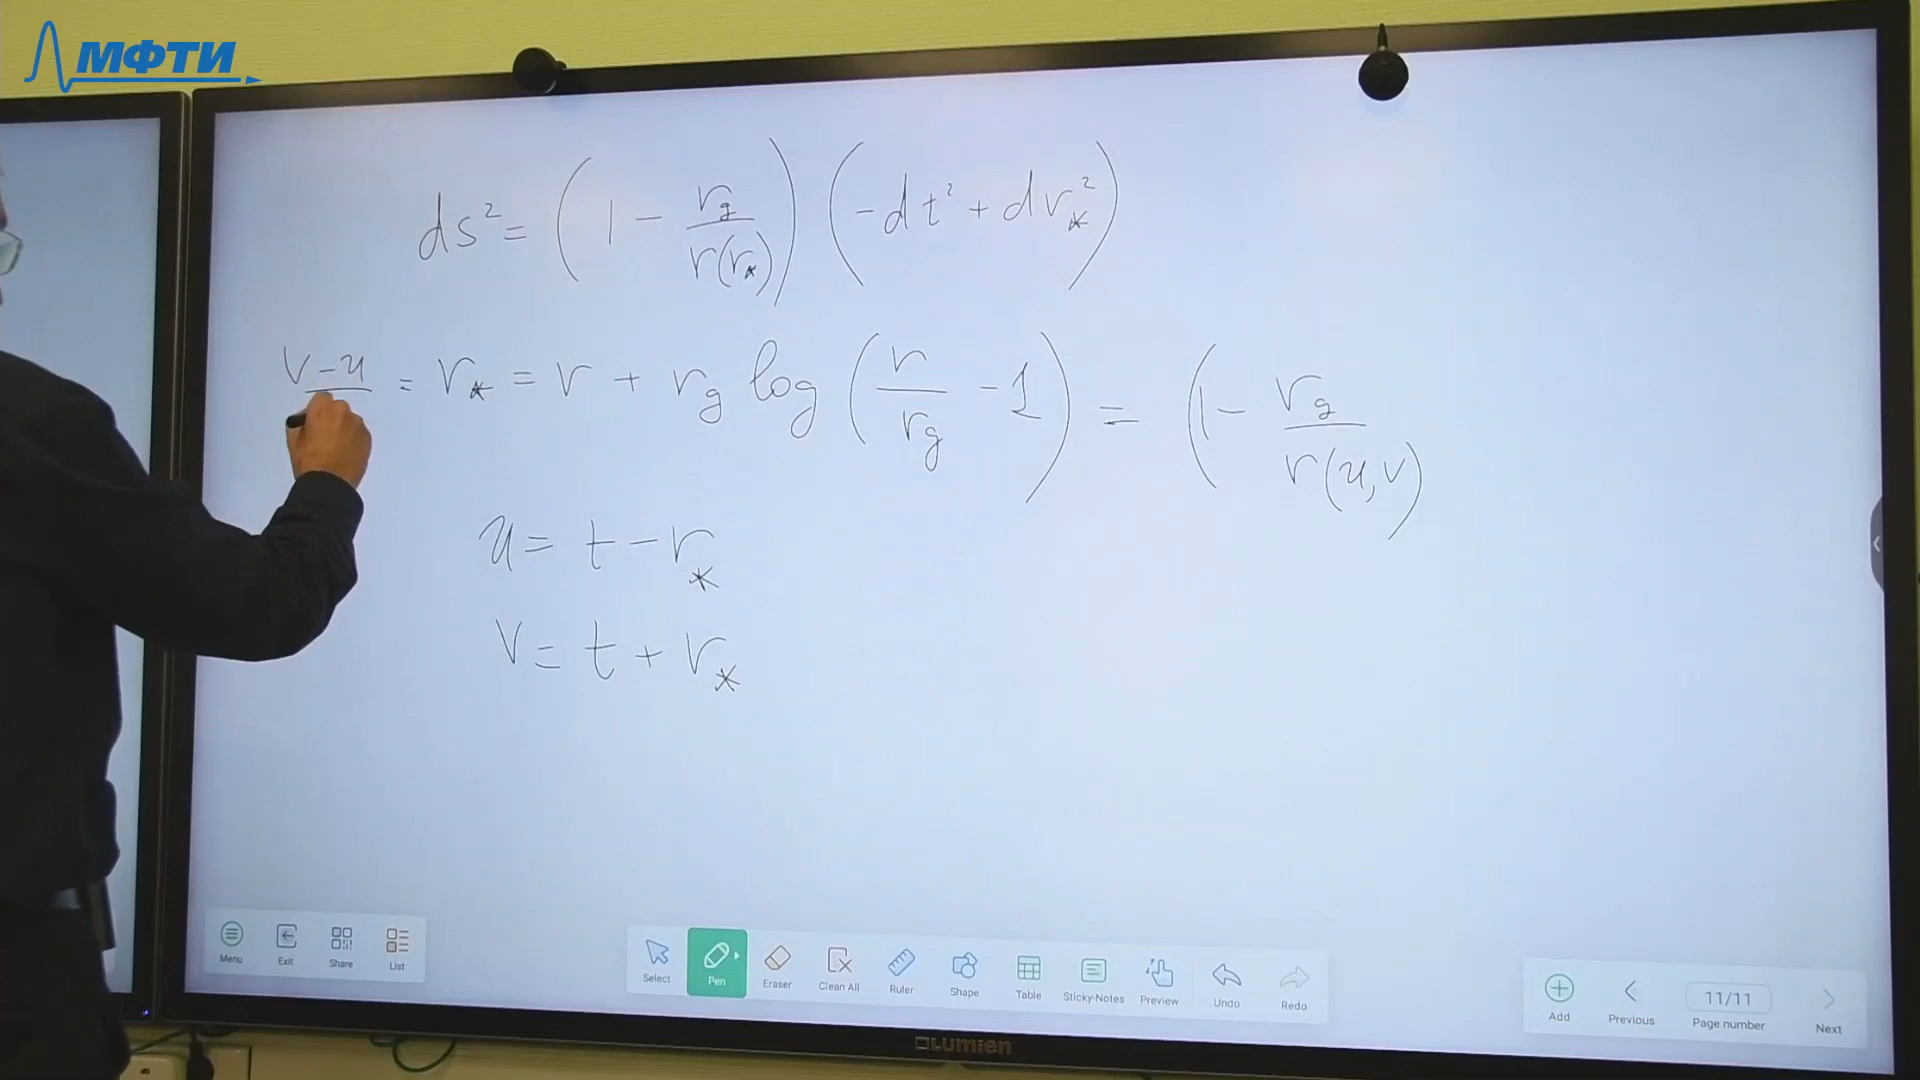 МФТИ
ds² = (1 - r_g / r(r_*)) (-dt² + dr_*²)
v-u = r_* = r + r_g log (r / r_g - 1) = (1 - r_g / r(u,v))
u = t - r_*
v = t + r_*
Menu Exit Share List
Select Pen Eraser Clean All Ruler Shape Table Sticky-Notes Preview Undo Redo
Add Previous 11/11 Page number Next
Lumien